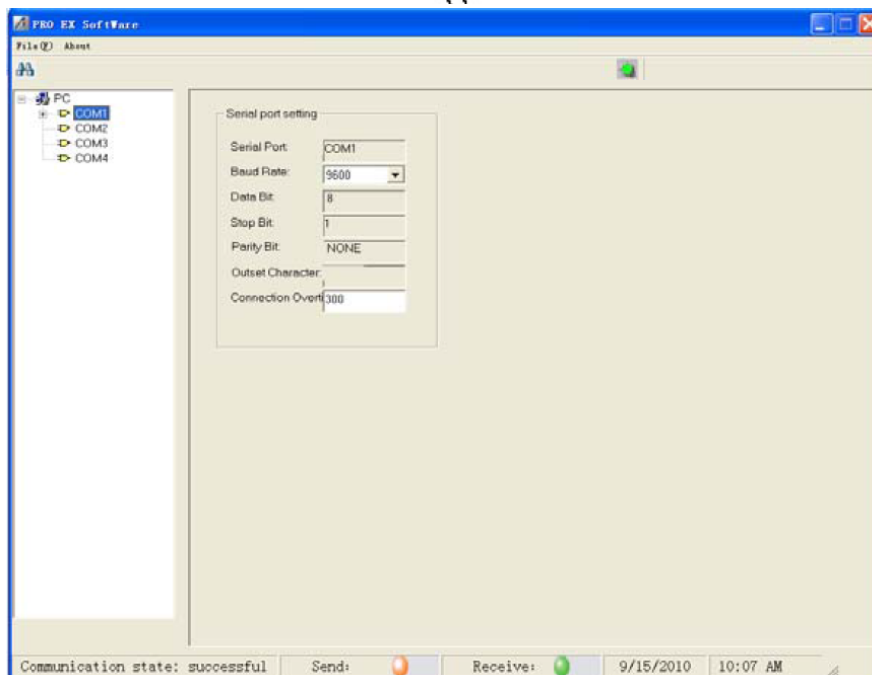 PRO EX SoftWare
File(F) About
PC
COM1
COM2
COM3
COM4
Serial port setting
Serial Port: COM1
Baud Rate: 9600
Data Bit: 8
Stop Bit: 1
Parity Bit: NONE
Outset Character:
Connection Overti 300
Communication state: successful Send: Receive: 9/15/2010 10:07 AM